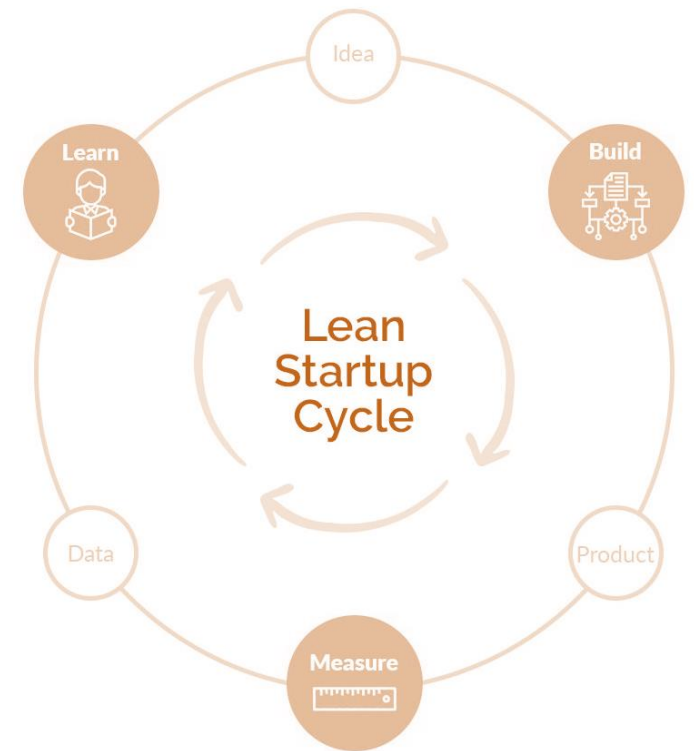 Idea
Learn
Build
Lean
Startup
Cycle
Data
Product
Measure